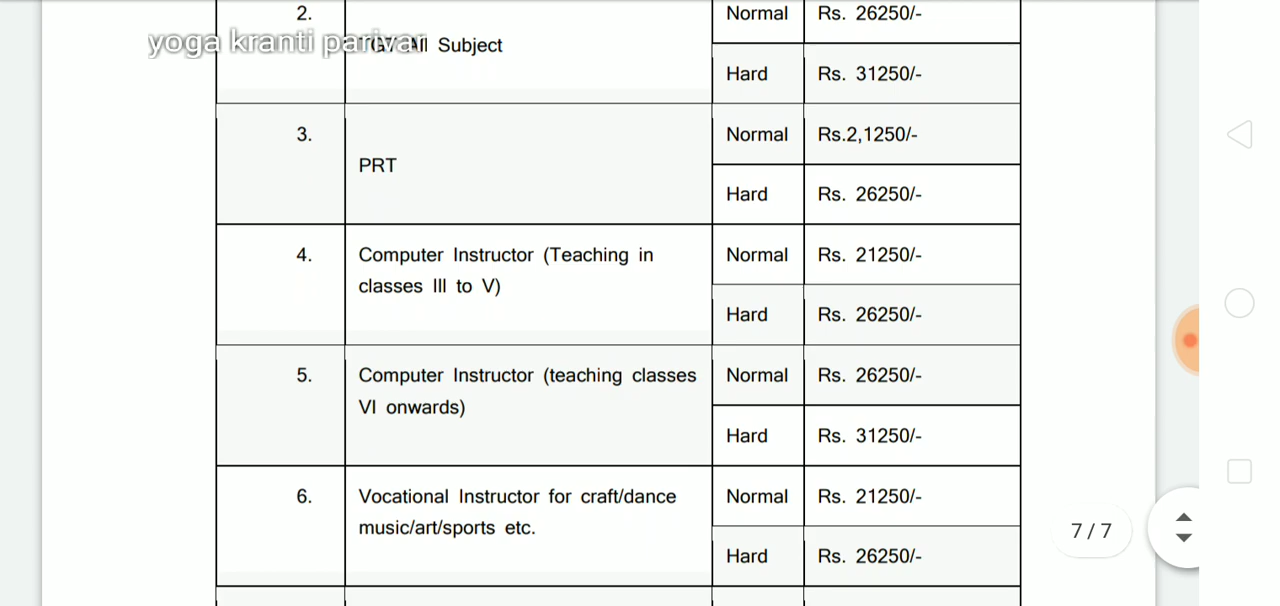 2.
Normal Rs. 26250/-
yoga kranti parivar
TGT All Subject
Hard Rs. 31250/-
3.
Normal Rs.2,1250/-
PRT
Hard Rs. 26250/-
4. Computer Instructor (Teaching in
classes III to V)
Normal Rs. 21250/-
Hard Rs. 26250/-
5. Computer Instructor (teaching classes
VI onwards)
Normal Rs. 26250/-
Hard Rs. 31250/-
6. Vocational Instructor for craft/dance
music/art/sports etc.
Normal Rs. 21250/-
Hard Rs. 26250/-
7 / 7